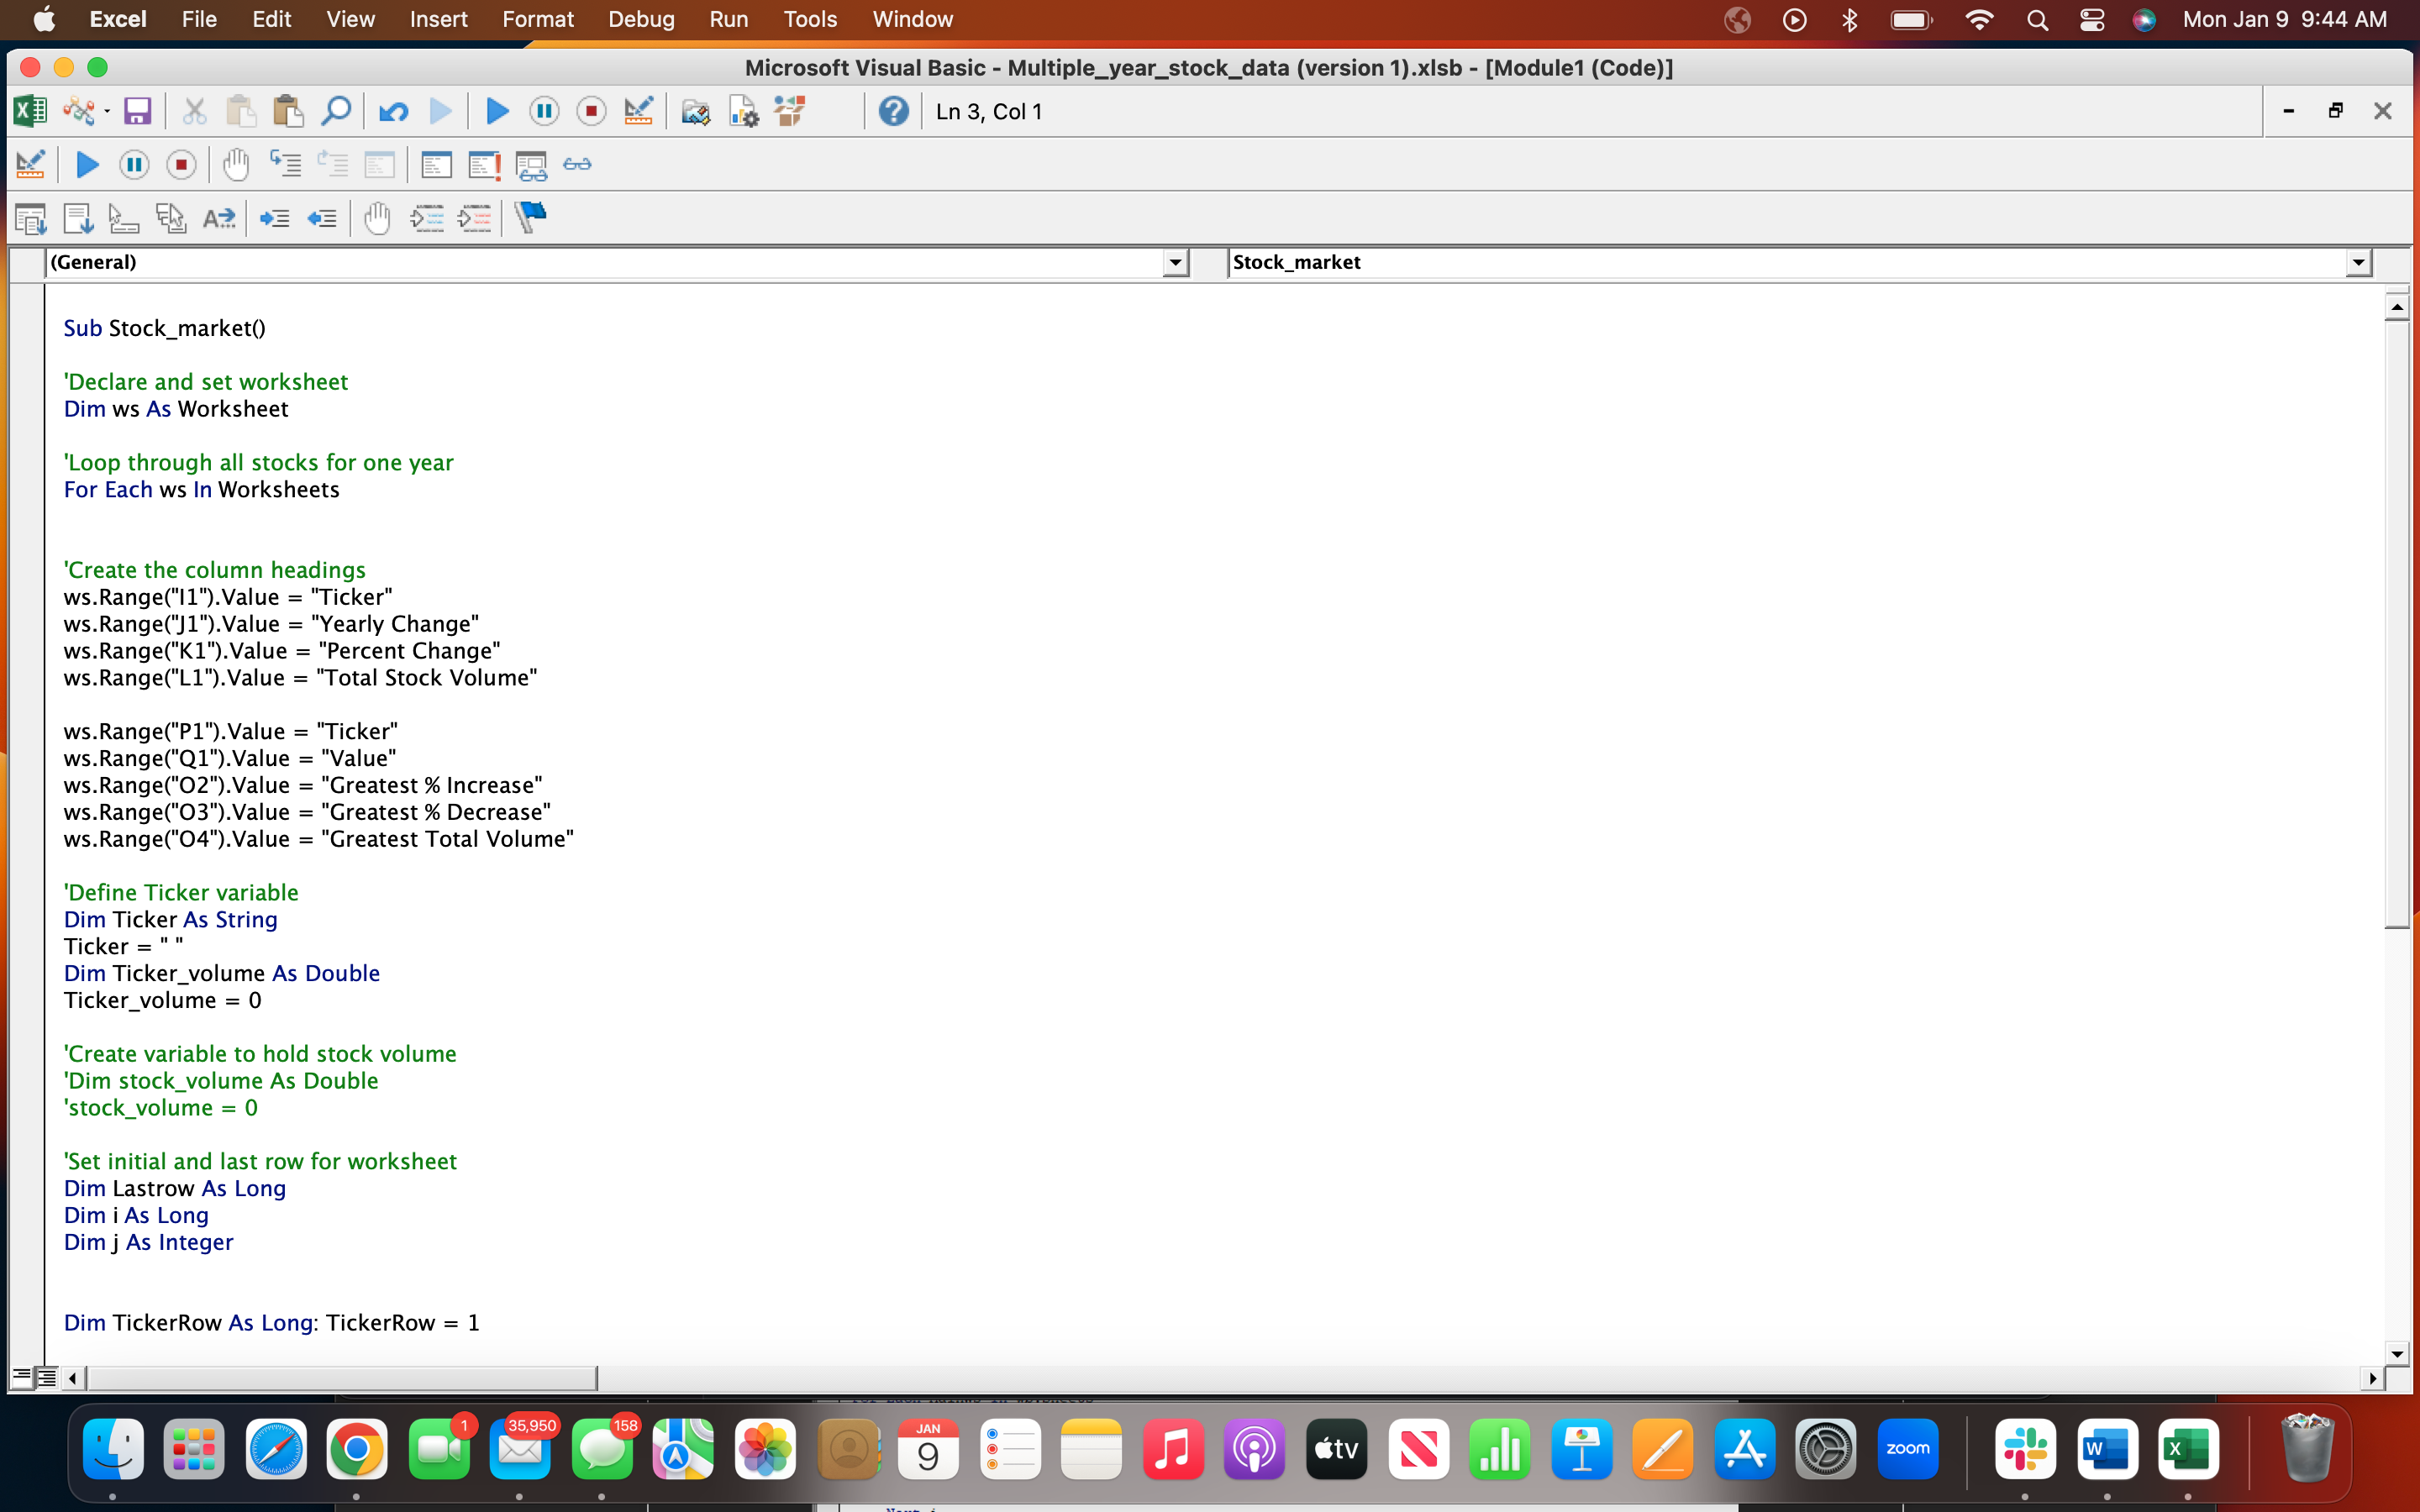 Excel File Edit View Insert Format Debug Run Tools Window Mon Jan 9 9:44 AM
Microsoft Visual Basic - Multiple_year_stock_data (version 1).xlsb - [Module1 (Code)]
Ln 3, Col 1
(General) Stock_market
Sub Stock_market()
'Declare and set worksheet
Dim ws As Worksheet
'Loop through all stocks for one year
For Each ws In Worksheets
'Create the column headings
ws.Range("I1").Value = "Ticker"
ws.Range("J1").Value = "Yearly Change"
ws.Range("K1").Value = "Percent Change"
ws.Range("L1").Value = "Total Stock Volume"
ws.Range("P1").Value = "Ticker"
ws.Range("Q1").Value = "Value"
ws.Range("O2").Value = "Greatest % Increase"
ws.Range("O3").Value = "Greatest % Decrease"
ws.Range("O4").Value = "Greatest Total Volume"
'Define Ticker variable
Dim Ticker As String
Ticker = " "
Dim Ticker_volume As Double
Ticker_volume = 0
'Create variable to hold stock volume
'Dim stock_volume As Double
'stock_volume = 0
'Set initial and last row for worksheet
Dim Lastrow As Long
Dim i As Long
Dim j As Integer
Dim TickerRow As Long: TickerRow = 1
1 35,950 158 JAN 9 tv zoom W X